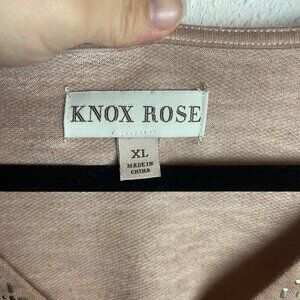 KNOX ROSE
XL
MADE IN
CHINA